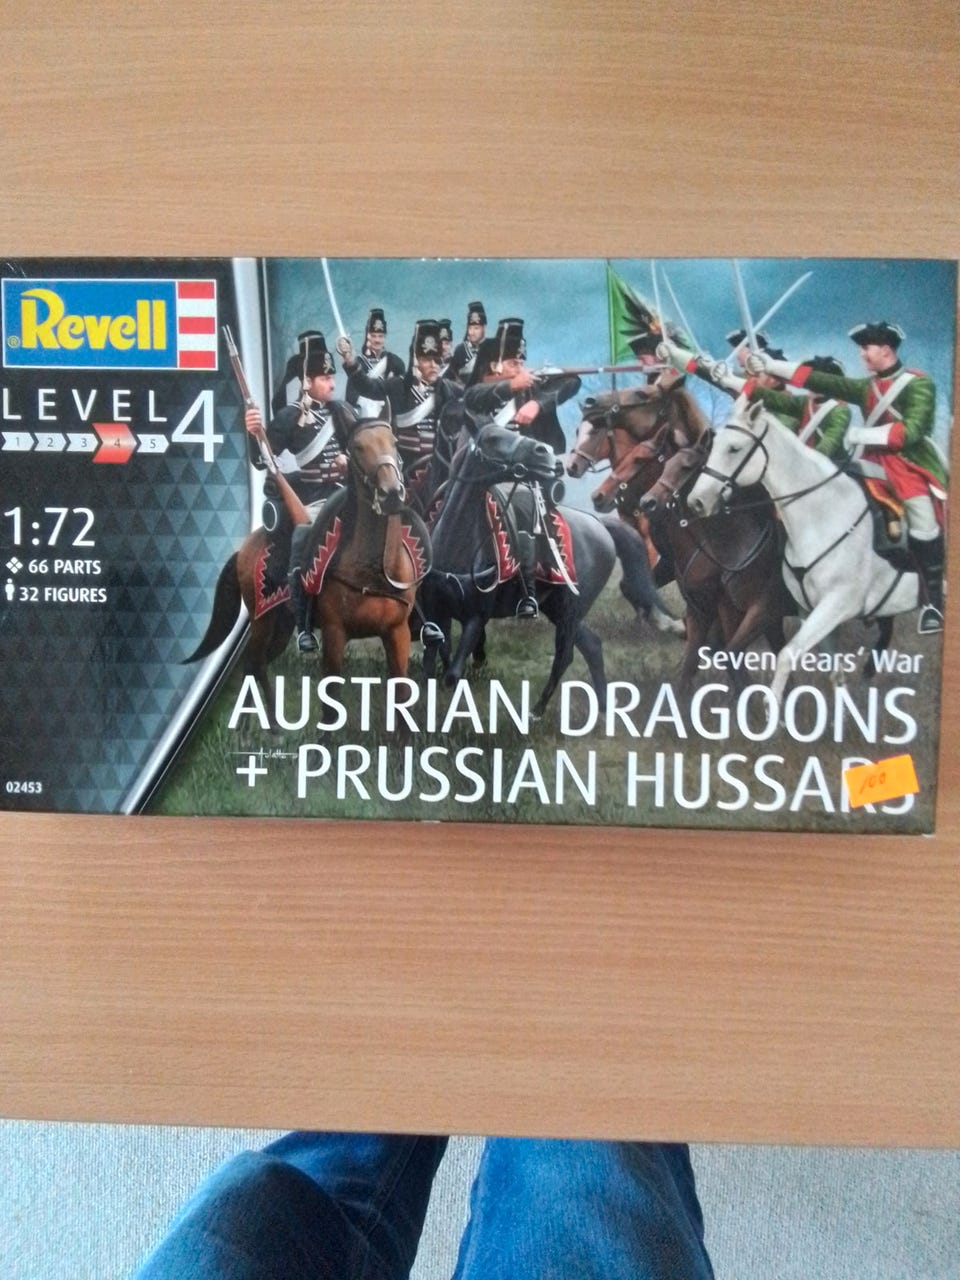 ®Revell
LEVEL 4
1 2 3 4 5
1:72
66 PARTS
32 FIGURES
Seven Years' War
AUSTRIAN DRAGOONS
+ PRUSSIAN HUSSARS
100
02453